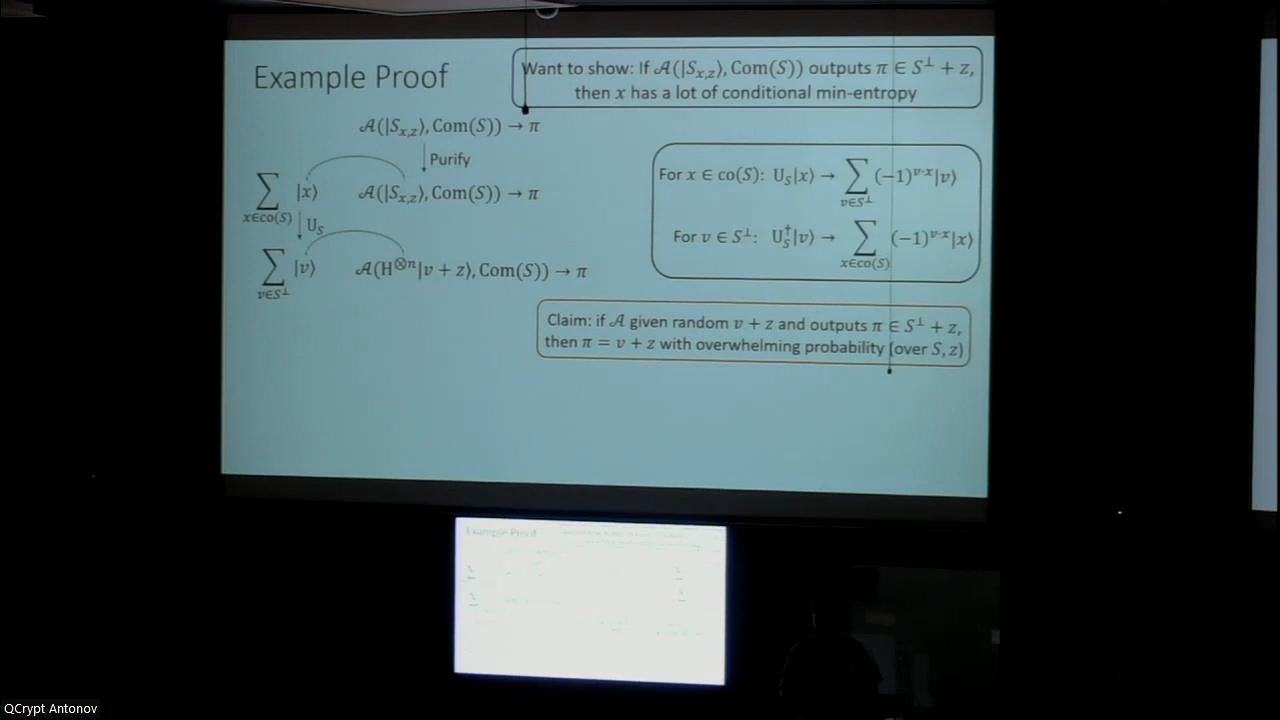 Example Proof
Want to show: If 𝒜(|S_{x,z}⟩, Com(S)) outputs π ∈ S^⊥ + z,
then x has a lot of conditional min-entropy
𝒜(|S_{x,z}⟩, Com(S)) → π
Purify
∑_{x∈co(S)} |x⟩ 𝒜(|S_{x,z}⟩, Com(S)) → π
U_S
∑_{v∈S^⊥} |v⟩ 𝒜(H^{⊗n}|v + z⟩, Com(S)) → π
For x ∈ co(S): U_S|x⟩ → ∑_{v∈S^⊥} (−1)^{v·x}|v⟩
For v ∈ S^⊥: U_S^†|v⟩ → ∑_{x∈co(S)} (−1)^{v·x}|x⟩
Claim: if 𝒜 given random v + z and outputs π ∈ S^⊥ + z,
then π = v + z with overwhelming probability (over S, z)
Example Proof
QCrypt Antonov